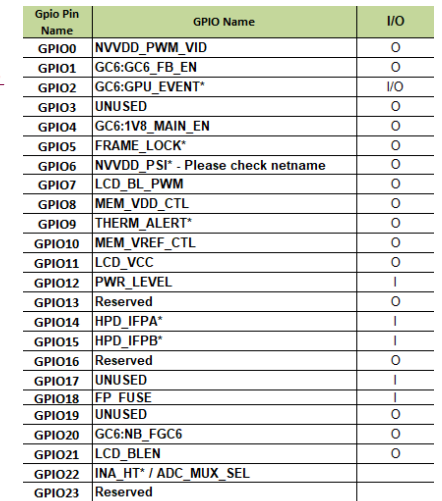 Gpio Pin Name GPIO Name I/O
GPIO0 NVVDD_PWM_VID O
GPIO1 GC6:GC6_FB_EN O
GPIO2 GC6:GPU_EVENT* I/O
GPIO3 UNUSED O
GPIO4 GC6:1V8_MAIN_EN O
GPIO5 FRAME_LOCK* O
GPIO6 NVVDD_PSI* - Please check netname O
GPIO7 LCD_BL_PWM O
GPIO8 MEM_VDD_CTL O
GPIO9 THERM_ALERT* O
GPIO10 MEM_VREF_CTL O
GPIO11 LCD_VCC O
GPIO12 PWR_LEVEL I
GPIO13 Reserved O
GPIO14 HPD_IFPA* I
GPIO15 HPD_IFPB* I
GPIO16 Reserved O
GPIO17 UNUSED I
GPIO18 FP_FUSE I
GPIO19 UNUSED O
GPIO20 GC6:NB_FGC6 O
GPIO21 LCD_BLEN O
GPIO22 INA_HT* / ADC_MUX_SEL
GPIO23 Reserved